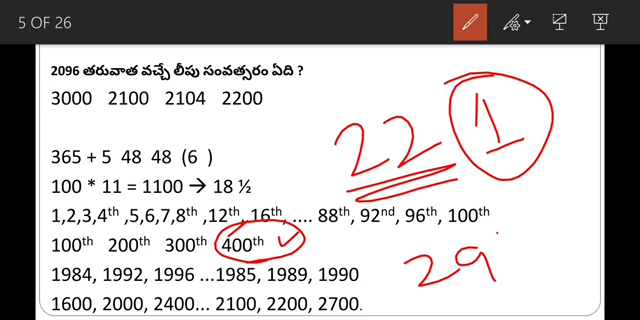 5 OF 26
2096 తరువాత వచ్చే లీపు సంవత్సరం ఏది ?
3000 2100 2104 2200
365 + 5 48 48 (6 )
100 * 11 = 1100 → 18 ½
1,2,3,4th ,5,6,7,8th ,12th, 16th, .... 88th, 92nd, 96th, 100th
100th 200th 300th 400th
1984, 1992, 1996 ...1985, 1989, 1990
1600, 2000, 2400... 2100, 2200, 2700.
22 1
29